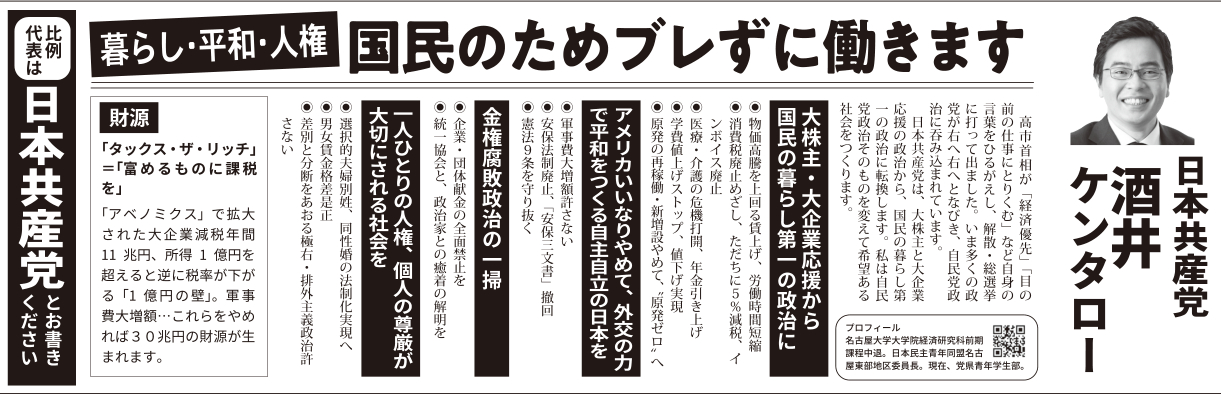 日本共産党
酒井
ケンタロー
暮らし・平和・人権
国民のためブレずに働きます
高市首相が「経済優先」「目の
前の仕事にとりくむ」など自身の
言葉をひるがえし、解散・総選挙
に打って出ました。いま多くの政
党が右へ右へとなびき、自民党政
治に呑み込まれています。
日本共産党は、大株主と大企業
応援の政治から、国民の暮らし第
一の政治に転換します。私は自民
党政治そのものを変えて希望ある
社会をつくります。
プロフィール
名古屋大学大学院経済研究科前期
課程中退。日本民主青年同盟名古
屋東部地区委員長。現在、党県青年学生部。
大株主・大企業応援から
国民の暮らし第一の政治に
●物価高騰を上回る賃上げ、労働時間短縮
●消費税廃止めざし、ただちに5%減税、イ
ンボイス廃止
●医療・介護の危機打開、年金引き上げ
●学費値上げストップ、値下げ実現
●原発の再稼働・新増設やめて、"原発ゼロ"へ
アメリカいいなりやめて、外交の力
で平和をつくる自主自立の日本を
●軍事費大増額許さない
●安保法制廃止、「安保三文書」撤回
●憲法9条を守り抜く
金権腐敗政治の一掃
●企業・団体献金の全面禁止を
●統一協会と、政治家との癒着の解明を
一人ひとりの人権、個人の尊厳が
大切にされる社会を
●選択的夫婦別姓、同性婚の法制化実現へ
●男女賃金格差是正
●差別と分断をあおる極右・排外主義政治許
さない
財源
「タックス・ザ・リッチ」
＝「富めるものに課税
を」
「アベノミクス」で拡大
された大企業減税年間
11 兆円、所得 1 億円を
超えると逆に税率が下が
る「1 億円の壁」。軍事
費大増額…これらをやめ
れば30兆円の財源が生
まれます。
比例
代表は
日本共産党
とお書き
ください